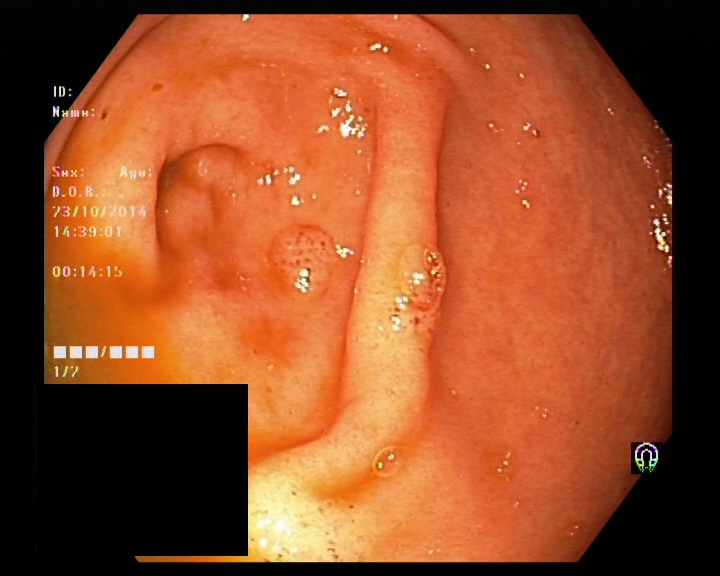 ID:
Name:
Sex: Age:
D.O.B.:
23/10/2014
14:39:01
00:14:15
■■■/■■■
1/2